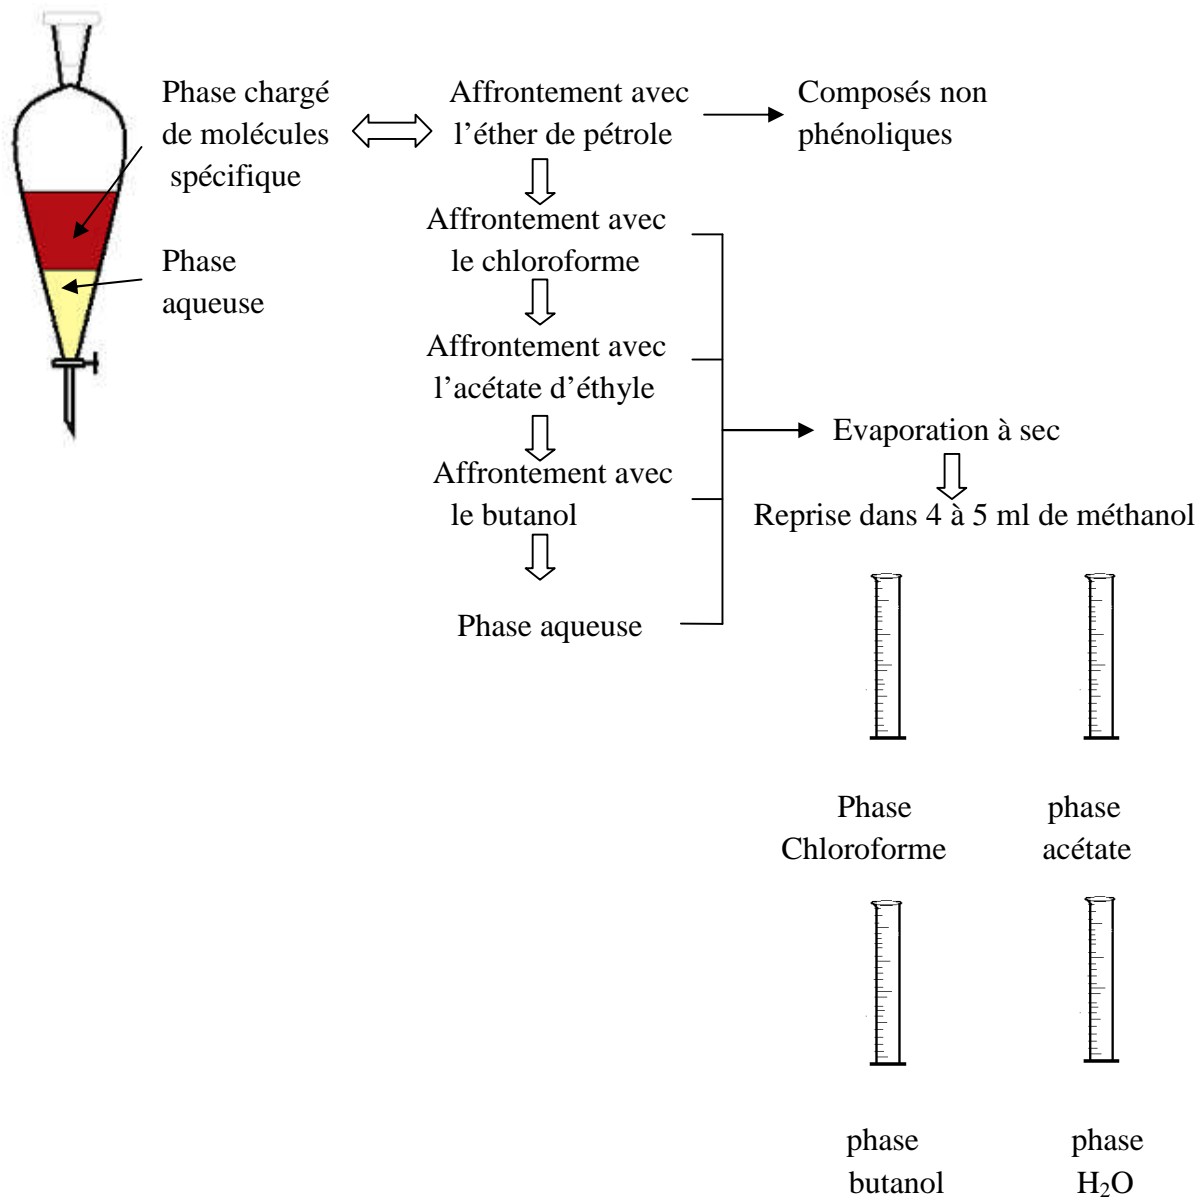 Phase chargé
de molécules
spécifique
Phase
aqueuse
Affrontement avec
l’éther de pétrole
Composés non
phénoliques
Affrontement avec
le chloroforme
Affrontement avec
l’acétate d’éthyle
Affrontement avec
le butanol
Phase aqueuse
Evaporation à sec
Reprise dans 4 à 5 ml de méthanol
Phase
Chloroforme
phase
acétate
phase
butanol
phase
H₂O